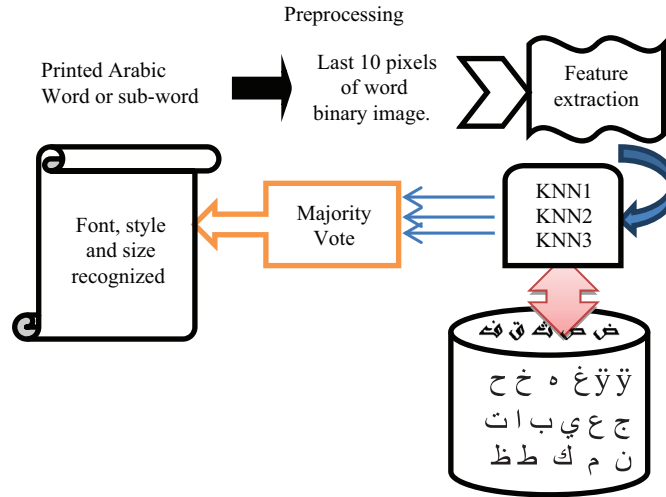 Preprocessing
Printed Arabic
Word or sub-word
Last 10 pixels
of word
binary image.
Feature
extraction
KNN1
KNN2
KNN3
Majority
Vote
Font, style
and size
recognized
ض ص ث ق ف
ÿ ÿ غ ه خ ح
ج ع ي ب ا ت
ن م ك ط ظ